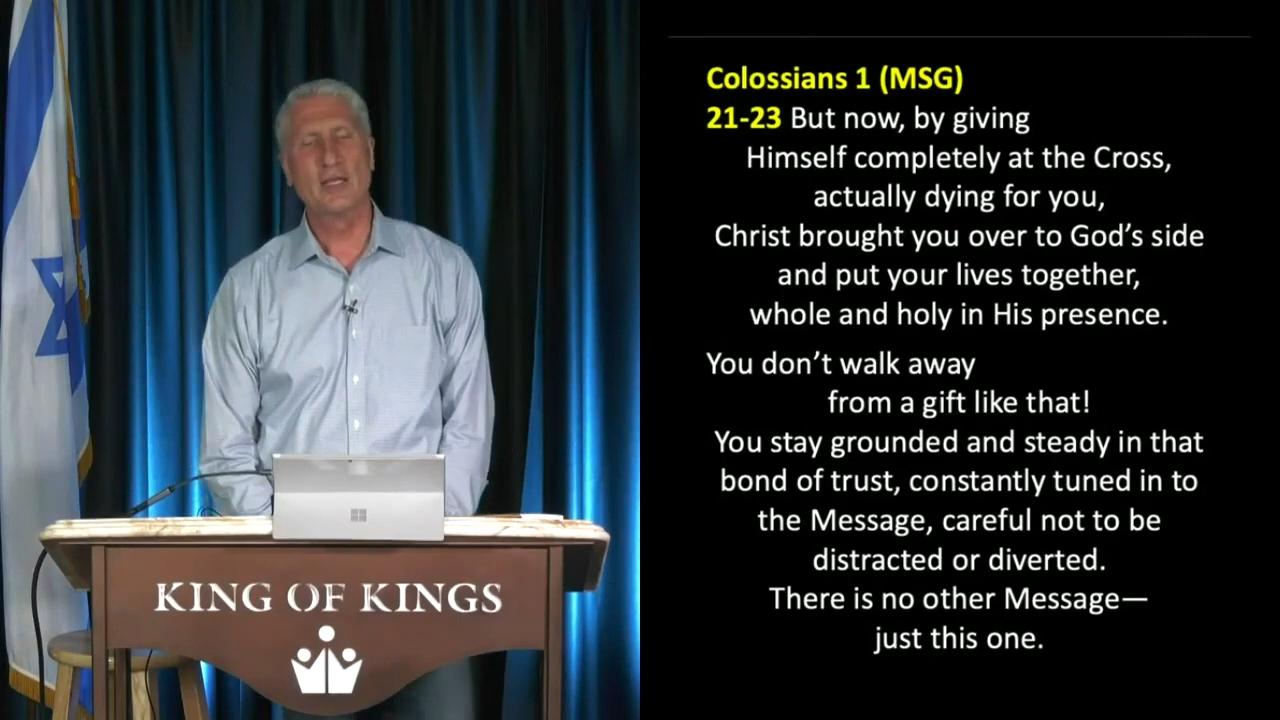 KING OF KINGS
Colossians 1 (MSG)
21-23 But now, by giving
Himself completely at the Cross,
actually dying for you,
Christ brought you over to God’s side
and put your lives together,
whole and holy in His presence.
You don’t walk away
from a gift like that!
You stay grounded and steady in that
bond of trust, constantly tuned in to
the Message, careful not to be
distracted or diverted.
There is no other Message—
just this one.